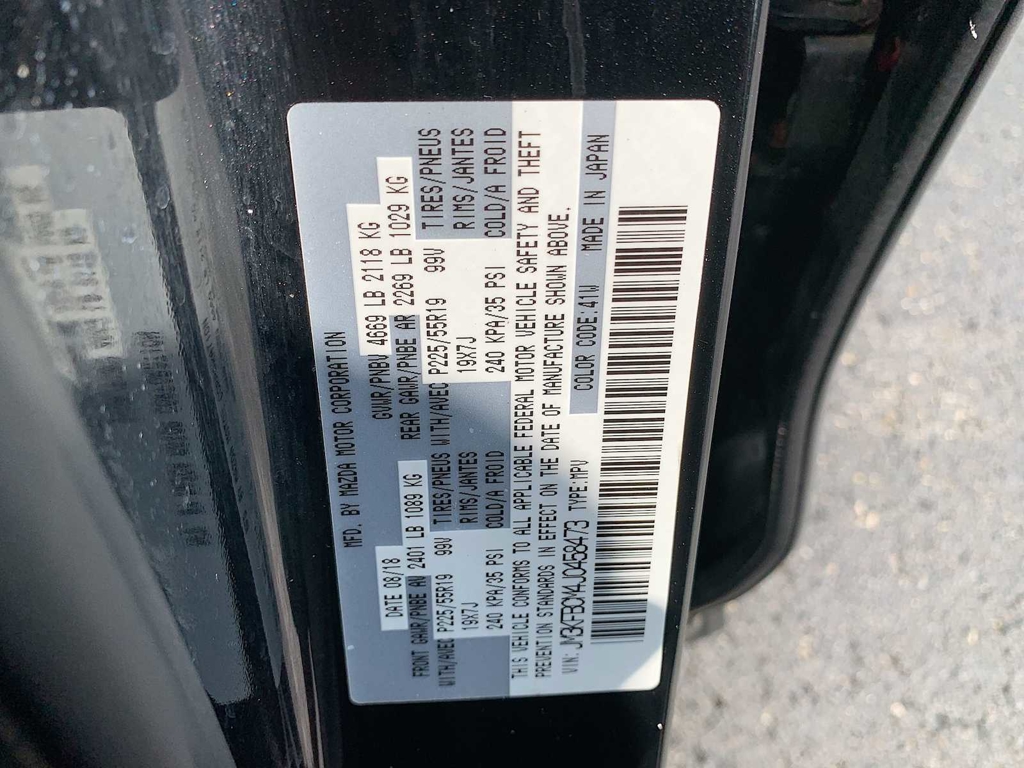 MFD. BY MAZDA MOTOR CORPORATION
DATE 08/18 GVWR/PNBV 4669 LB 2118 KG
FRONT GAWR/PNBE AV 2401 LB 1089 KG REAR GAWR/PNBE AR 2269 LB 1029 KG
WITH/AVEC P225/55R19 99V TIRES/PNEUS WITH/AVEC P225/55R19 99V TIRES/PNEUS
19X7J RIMS/JANTES 19X7J RIMS/JANTES
240 KPA/35 PSI COLD/A FROID 240 KPA/35 PSI COLD/A FROID
THIS VEHICLE CONFORMS TO ALL APPLICABLE FEDERAL MOTOR VEHICLE SAFETY AND THEFT
PREVENTION STANDARDS IN EFFECT ON THE DATE OF MANUFACTURE SHOWN ABOVE.
VIN: JM3KFBCM4J0458473 TYPE:MPV COLOR CODE:41W MADE IN JAPAN